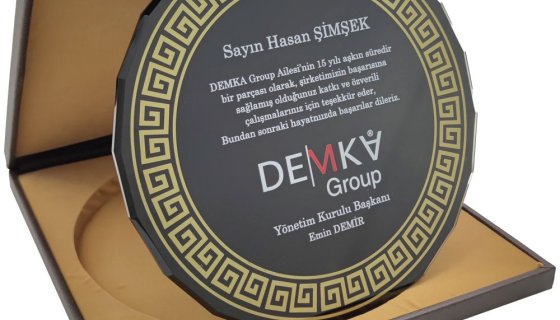 Sayın Hasan ŞİMŞEK
DEMKA Group Ailesi'nin 15 yılı aşkın süredir
bir parçası olarak, şirketimizin başarısına
sağlamış olduğunuz katkı ve özverili
çalışmalarınız için teşekkür eder,
Bundan sonraki hayatınızda başarılar dileriz.
DEMKA
Group
Yönetim Kurulu Başkanı
Emin DEMİR